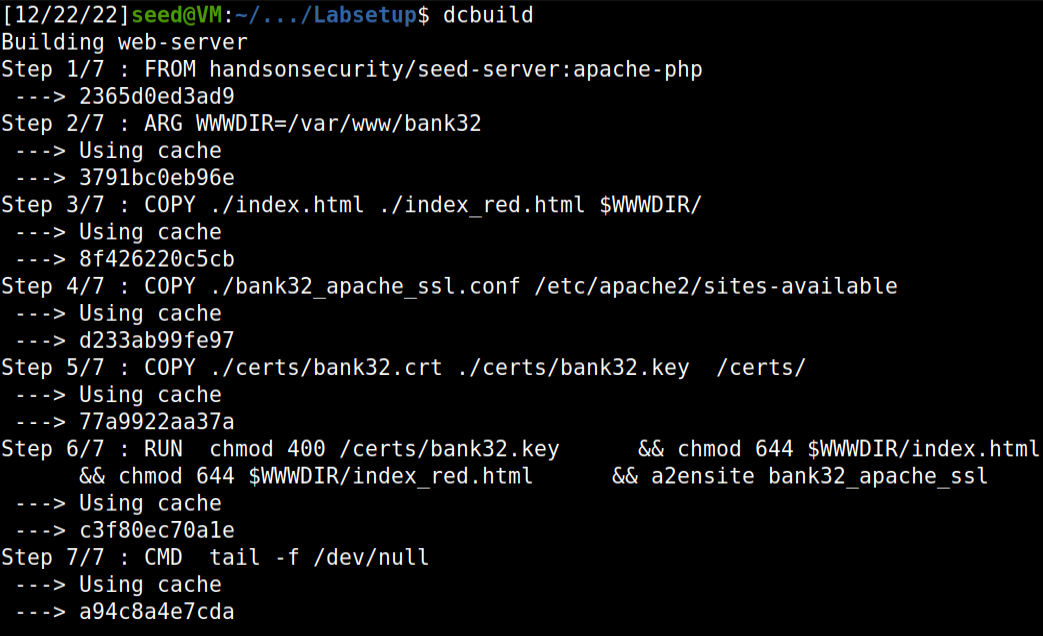 [12/22/22]seed@VM:~/.../Labsetup$ dcbuild
Building web-server
Step 1/7 : FROM handsonsecurity/seed-server:apache-php
 ---> 2365d0ed3ad9
Step 2/7 : ARG WWWDIR=/var/www/bank32
 ---> Using cache
 ---> 3791bc0eb96e
Step 3/7 : COPY ./index.html ./index_red.html $WWWDIR/
 ---> Using cache
 ---> 8f426220c5cb
Step 4/7 : COPY ./bank32_apache_ssl.conf /etc/apache2/sites-available
 ---> Using cache
 ---> d233ab99fe97
Step 5/7 : COPY ./certs/bank32.crt ./certs/bank32.key  /certs/
 ---> Using cache
 ---> 77a9922aa37a
Step 6/7 : RUN  chmod 400 /certs/bank32.key      && chmod 644 $WWWDIR/index.html
      && chmod 644 $WWWDIR/index_red.html      && a2ensite bank32_apache_ssl
 ---> Using cache
 ---> c3f80ec70a1e
Step 7/7 : CMD  tail -f /dev/null
 ---> Using cache
 ---> a94c8a4e7cda